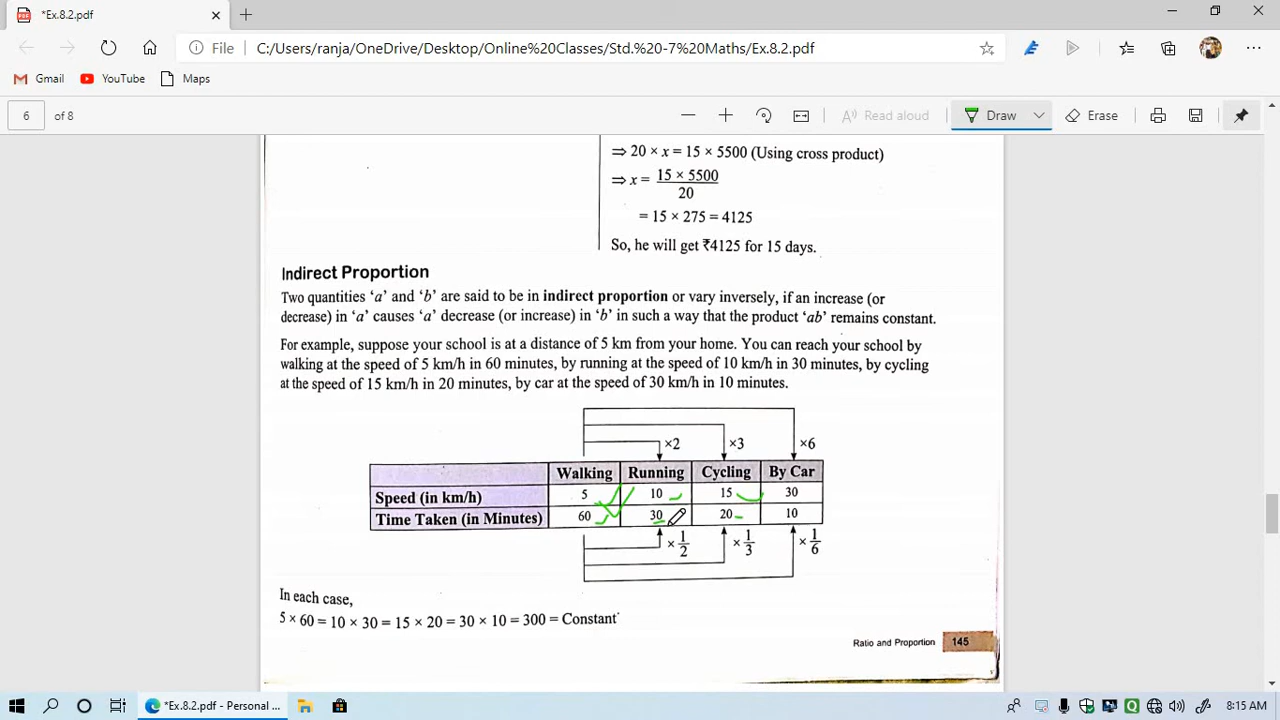 *Ex.8.2.pdf
File C:/Users/ranja/OneDrive/Desktop/Online%20Classes/Std.%20-7%20Maths/Ex.8.2.pdf
Gmail YouTube Maps
6 of 8 Read aloud Draw Erase
⇒ 20 × x = 15 × 5500 (Using cross product)
⇒ x = 15 × 5500
20
= 15 × 275 = 4125
So, he will get ₹4125 for 15 days.
Indirect Proportion
Two quantities ‘a’ and ‘b’ are said to be in indirect proportion or vary inversely, if an increase (or
decrease) in ‘a’ causes ‘a’ decrease (or increase) in ‘b’ in such a way that the product ‘ab’ remains constant.
For example, suppose your school is at a distance of 5 km from your home. You can reach your school by
walking at the speed of 5 km/h in 60 minutes, by running at the speed of 10 km/h in 30 minutes, by cycling
at the speed of 15 km/h in 20 minutes, by car at the speed of 30 km/h in 10 minutes.
×2 ×3 ×6
Walking Running Cycling By Car
Speed (in km/h) 5 10 15 30
Time Taken (in Minutes) 60 30 20 10
× 1/2 × 1/3 × 1/6
In each case,
5 × 60 = 10 × 30 = 15 × 20 = 30 × 10 = 300 = Constant
Ratio and Proportion 145
*Ex.8.2.pdf - Personal ... 8:15 AM